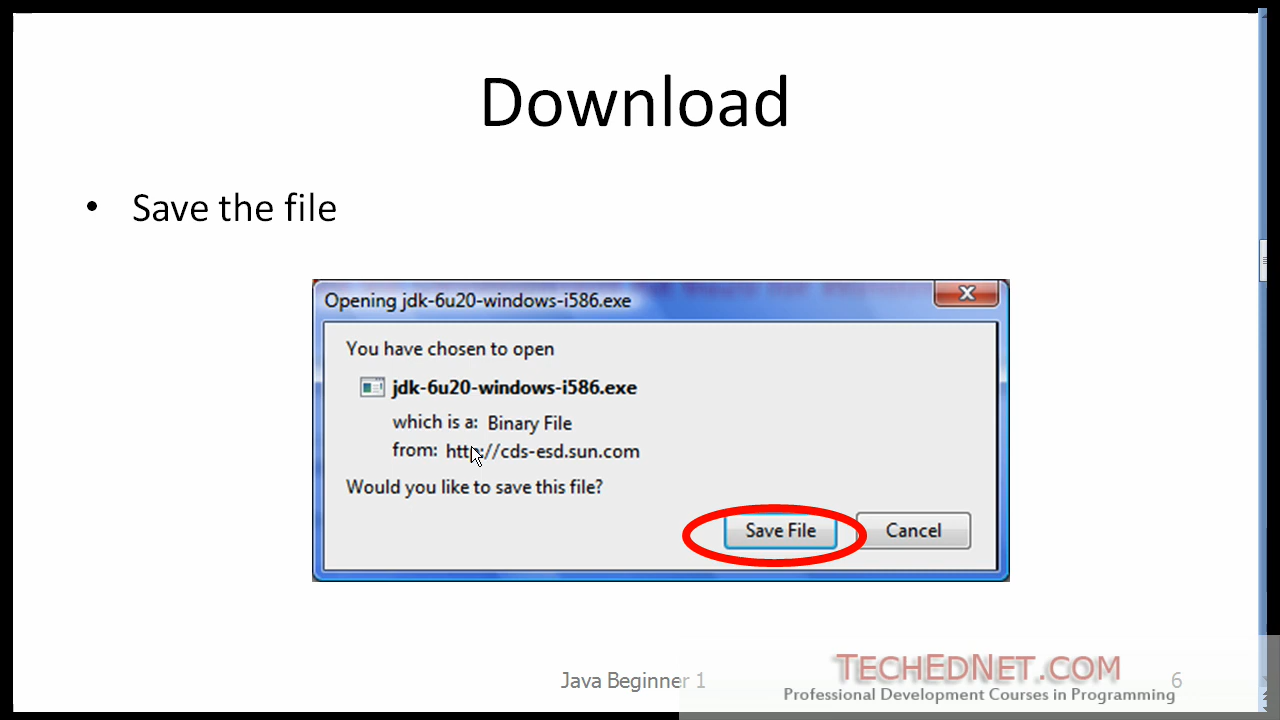 Download
• Save the file
Opening jdk-6u20-windows-i586.exe
You have chosen to open
jdk-6u20-windows-i586.exe
which is a: Binary File
from: http://cds-esd.sun.com
Would you like to save this file?
Save File Cancel
Java Beginner 1
6
TECHEDNET.COM
Professional Development Courses in Programming